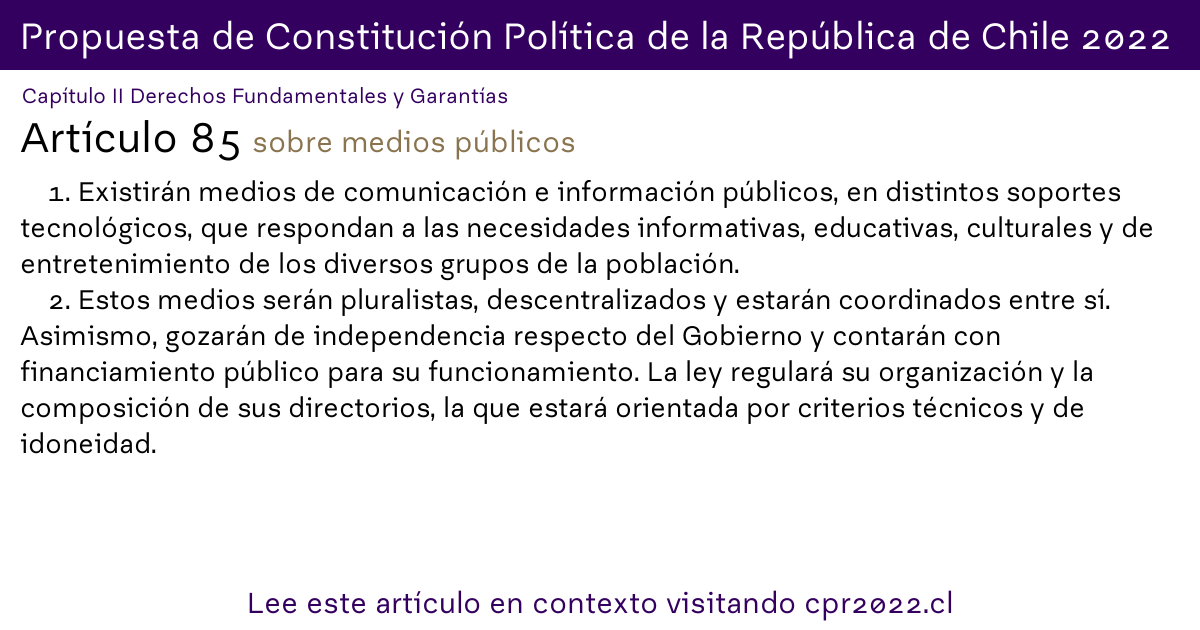 Propuesta de Constitución Política de la República de Chile 2022
Capítulo II Derechos Fundamentales y Garantías
Artículo 85 sobre medios públicos
1. Existirán medios de comunicación e información públicos, en distintos soportes
tecnológicos, que respondan a las necesidades informativas, educativas, culturales y de
entretenimiento de los diversos grupos de la población.
2. Estos medios serán pluralistas, descentralizados y estarán coordinados entre sí.
Asimismo, gozarán de independencia respecto del Gobierno y contarán con
financiamiento público para su funcionamiento. La ley regulará su organización y la
composición de sus directorios, la que estará orientada por criterios técnicos y de
idoneidad.
Lee este artículo en contexto visitando cpr2022.cl